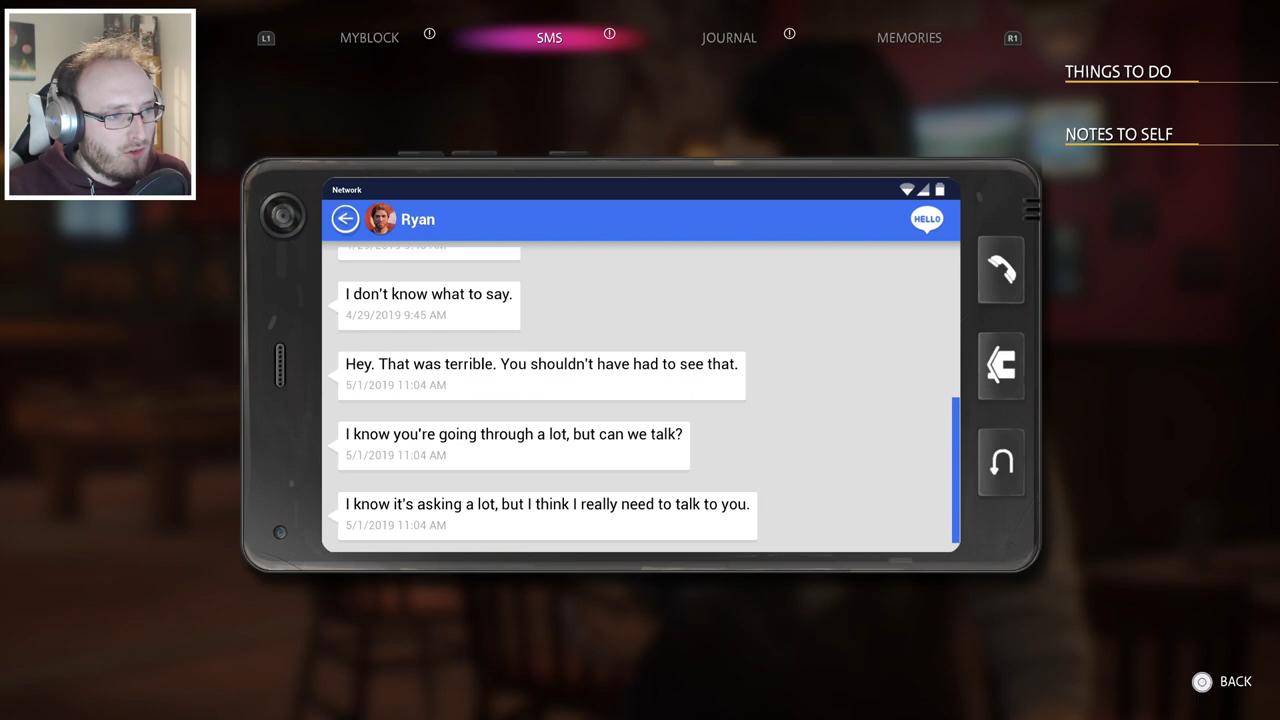 L1
MYBLOCK
SMS
JOURNAL
MEMORIES
R1
THINGS TO DO
NOTES TO SELF
Network
Ryan
HELLO
I don't know what to say.
4/29/2019 9:45 AM
Hey. That was terrible. You shouldn't have had to see that.
5/1/2019 11:04 AM
I know you're going through a lot, but can we talk?
5/1/2019 11:04 AM
I know it's asking a lot, but I think I really need to talk to you.
5/1/2019 11:04 AM
BACK